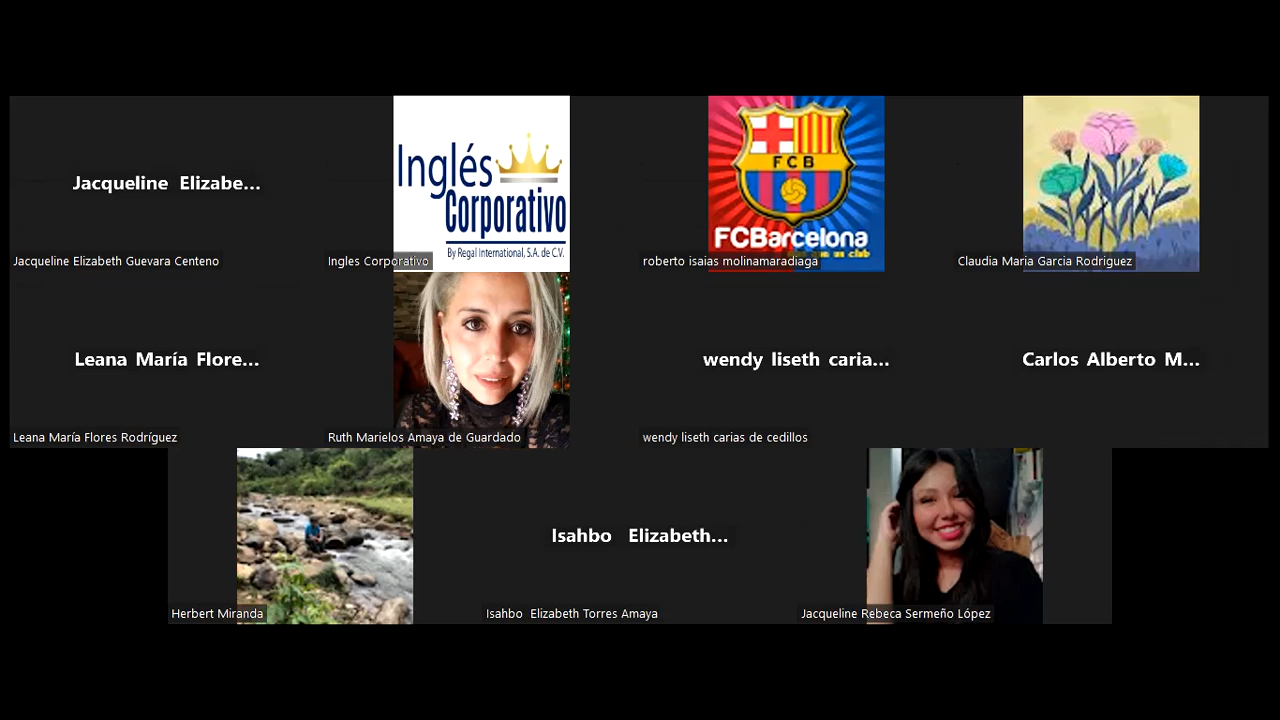 Jacqueline Elizabe...
Jacqueline Elizabeth Guevara Centeno
Inglés
Corporativo
By Regal International, S.A. de C.V.
Ingles Corporativo
FCB
FCBarcelona
roberto isaias molinamaradiaga
Claudia Maria Garcia Rodriguez
Leana María Flore...
Leana María Flores Rodríguez
Ruth Marielos Amaya de Guardado
wendy liseth caria...
wendy liseth carias de cedillos
Carlos Alberto M...
Herbert Miranda
Isahbo Elizabeth...
Isahbo Elizabeth Torres Amaya
Jacqueline Rebeca Sermeño López